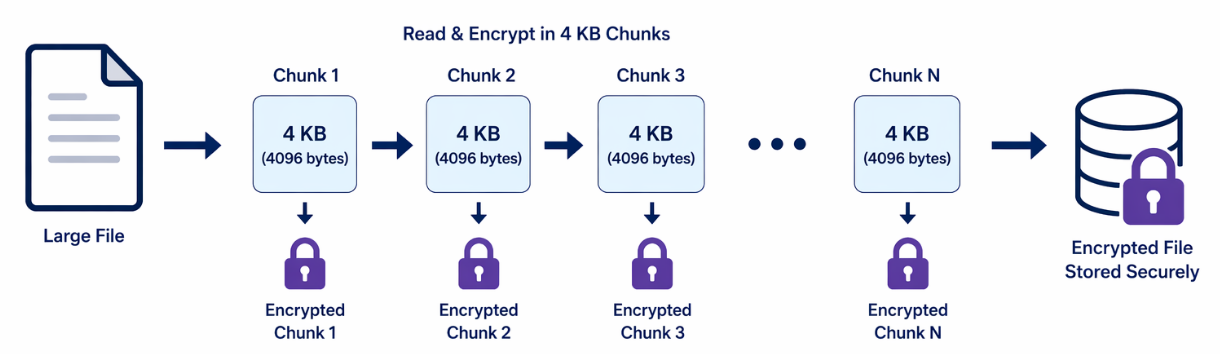 Read & Encrypt in 4 KB Chunks
Chunk 1
Chunk 2
Chunk 3
Chunk N
4 KB
(4096 bytes)
4 KB
(4096 bytes)
4 KB
(4096 bytes)
4 KB
(4096 bytes)
Large File
Encrypted
Chunk 1
Encrypted
Chunk 2
Encrypted
Chunk 3
Encrypted
Chunk N
Encrypted File
Stored Securely